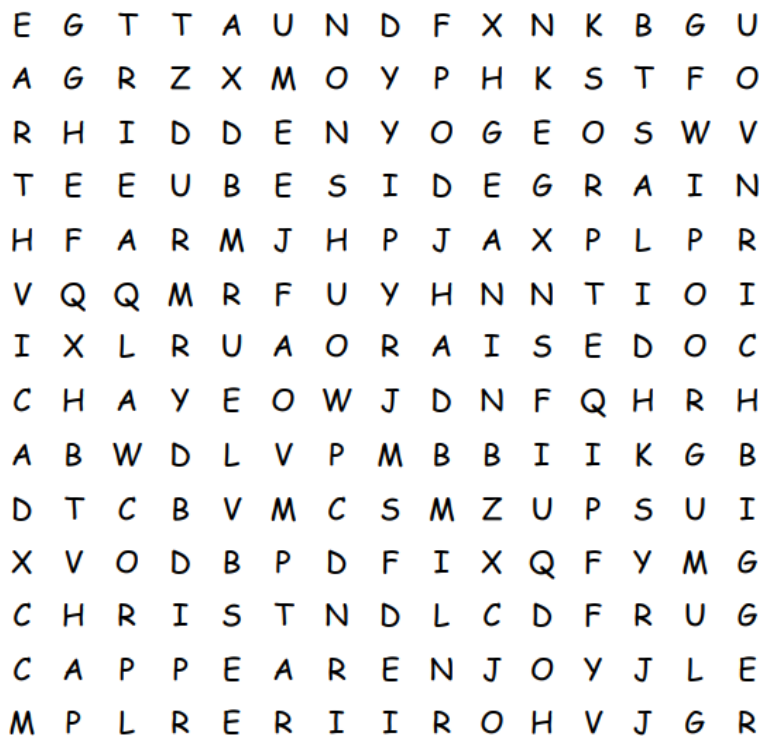 E G T T A U N D F X N K B G U
A G R Z X M O Y P H K S T F O
R H I D D E N Y O G E O S W V
T E E U B E S I D E G R A I N
H F A R M J H P J A X P L P R
V Q Q M R F U Y H N N T I O I
I X L R U A O R A I S E D O C
C H A Y E O W J D N F Q H R H
A B W D L V P M B B I I K G B
D T C B V M C S M Z U P S U I
X V O D B P D F I X Q F Y M G
C H R I S T N D L C D F R U G
C A P P E A R E N J O Y J L E
M P L R E R I I R O H V J G R